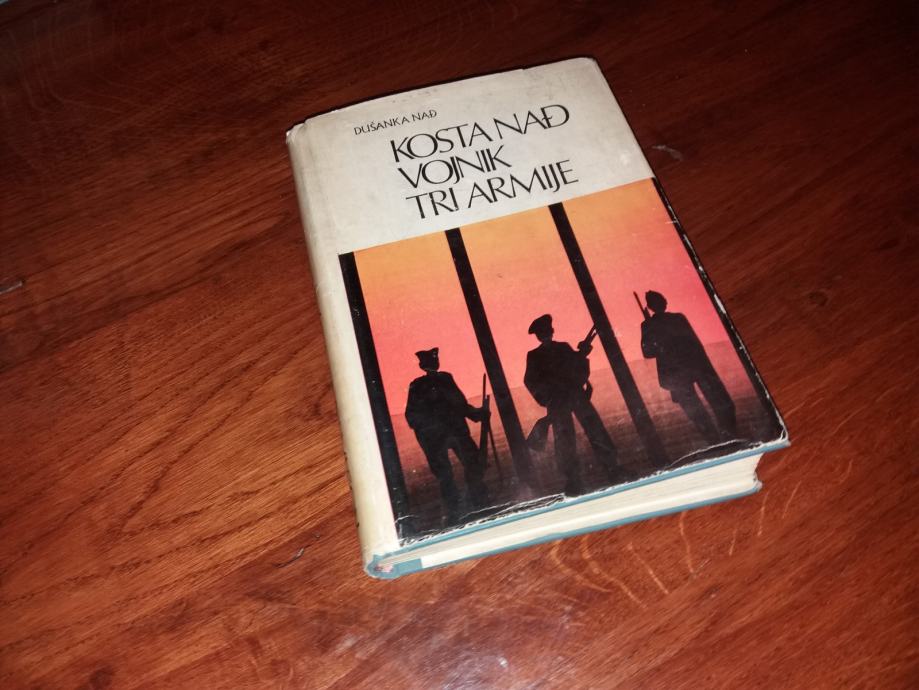 DUŠANKA NAĐ
KOSTA NAĐ
VOJNIK
TRI ARMIJE